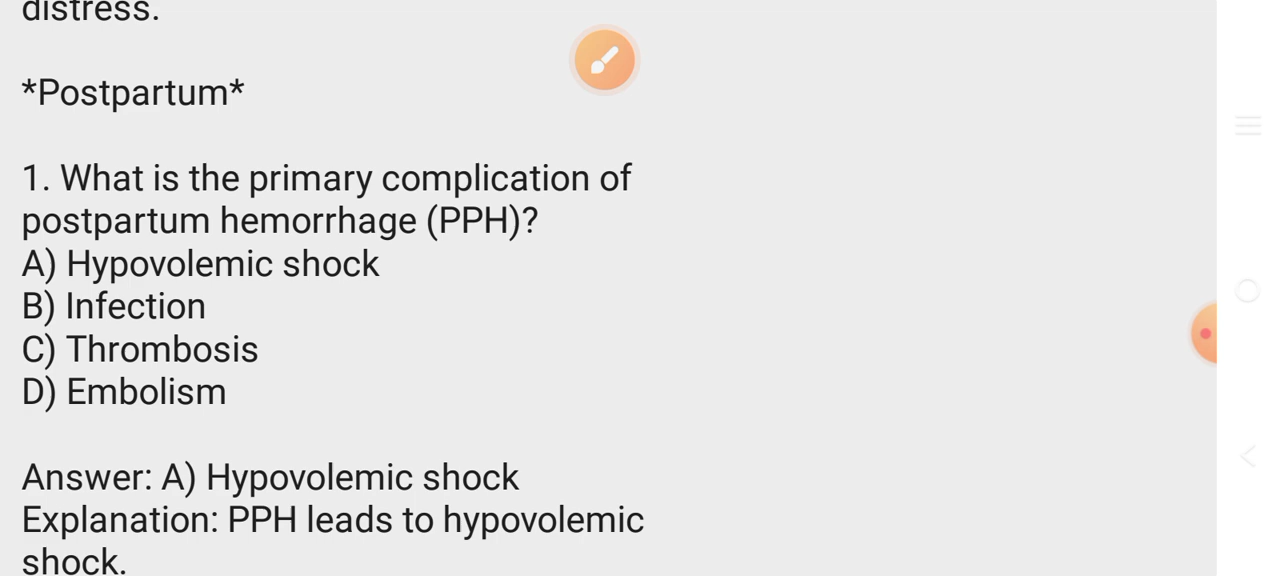 distress.
*Postpartum*
1. What is the primary complication of
postpartum hemorrhage (PPH)?
A) Hypovolemic shock
B) Infection
C) Thrombosis
D) Embolism
Answer: A) Hypovolemic shock
Explanation: PPH leads to hypovolemic
shock.